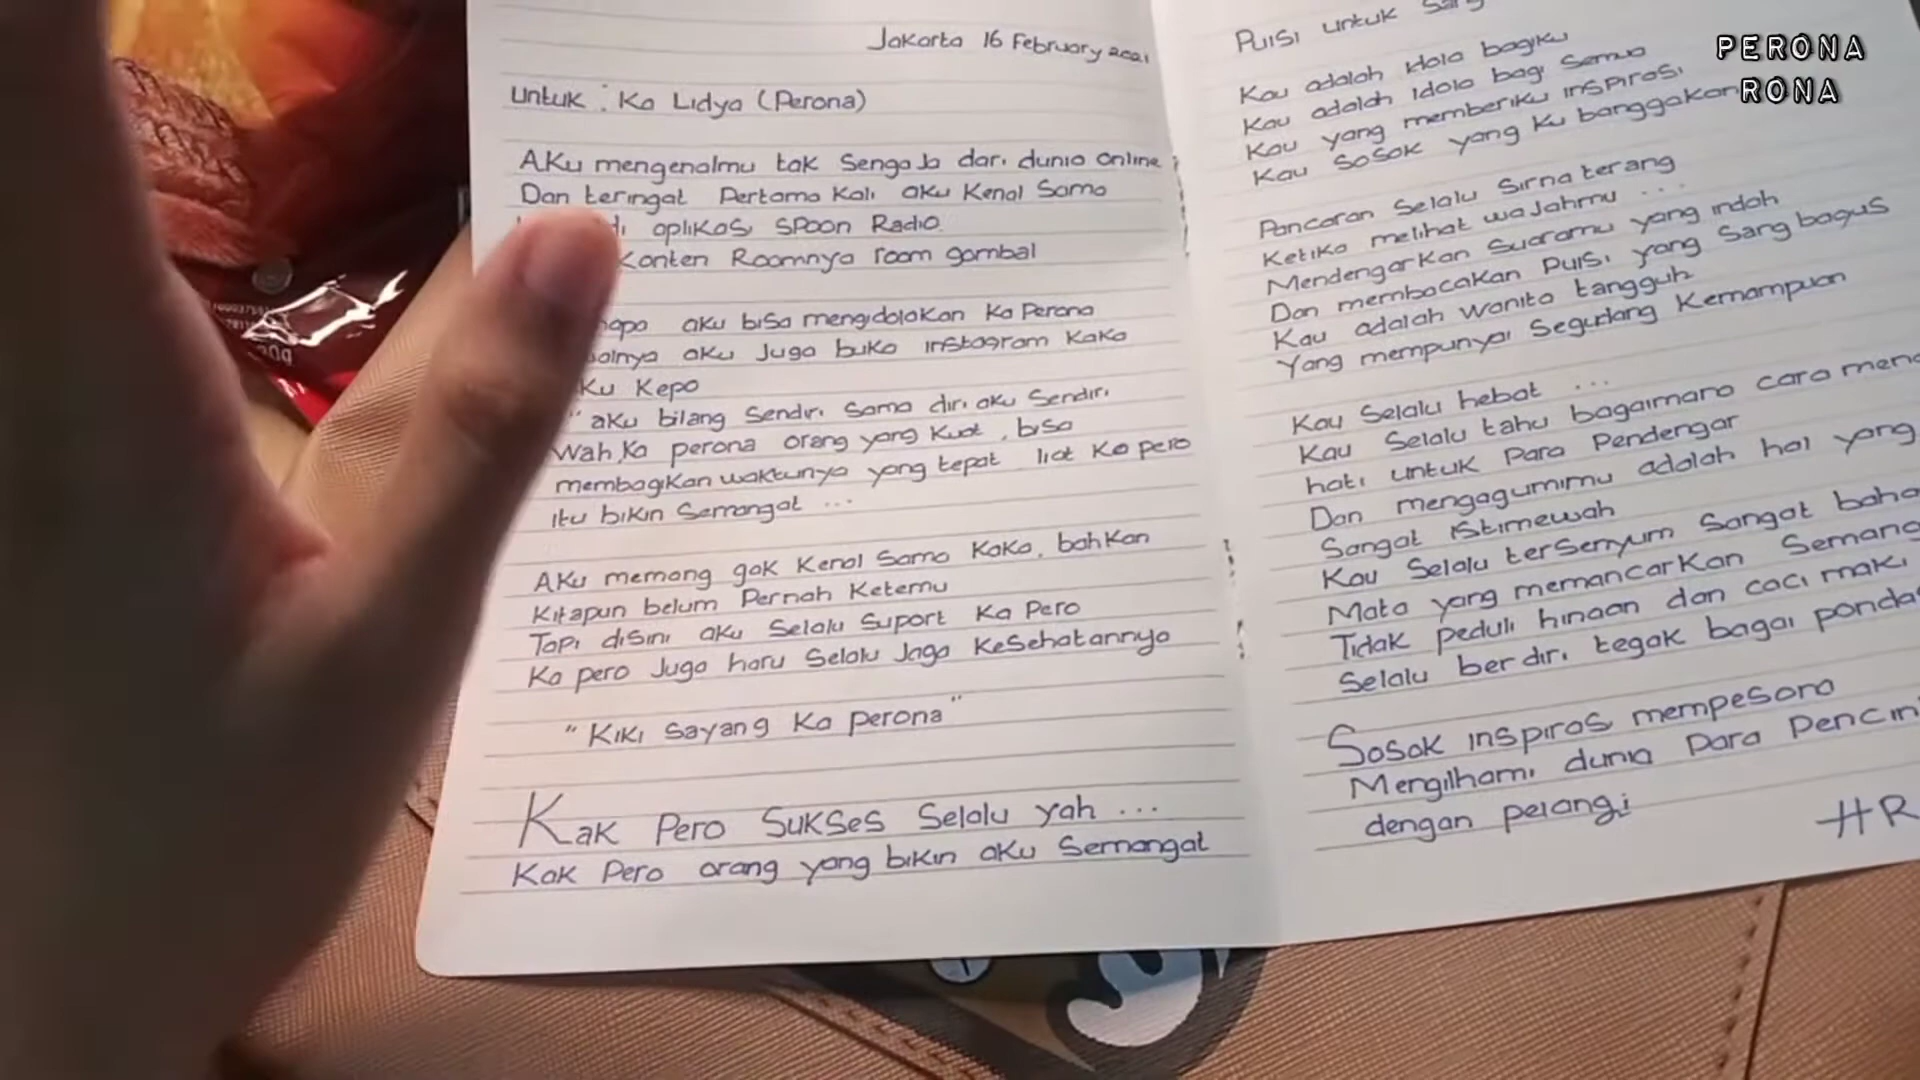 Jakarta 16 February 2021
Untuk : Ka Lidya (Perona)
Aku mengenalmu tak sengaja dari dunia online
Dan teringat Pertama kali aku kenal sama
di aplikasi SPOON Radio.
Konten Roomnya room gombal
aku bisa mengidolakan ka Perona
aku Juga buka instagram kaka
Kepo
"aku bilang sendiri sama diri aku sendiri
Wah, ka perona orang yang kuat, bisa
membagikan waktunya yang tepat liat ka pero
itu bikin semangat ...
Aku memang gak kenal sama kaka, bahkan
kitapun belum Pernah ketemu
Tapi disini aku selalu suport ka Pero
Ka pero Juga haru selalu Jaga kesehatannya
"Kiki sayang ka perona"
Kak Pero Sukses Selalu yah ...
Kak Pero orang yang bikin aku Semangat
PUISI untuk
Kau adalah idola bagiku
Kau adalah idola bagi semua
Kau yang memberiku inspirasi
Kau sosok yang ku banggakan
Pancaran selalu sirna terang
Ketika melihat wajahmu ...
Mendengarkan suaramu yang indah
Dan membacakan Puisi yang sang bagus
Kau adalah wanita tangguh
Yang mempunyai segudang kemampuan
Kau selalu hebat ...
Kau selalu tahu bagaimana cara
hati untuk para pendengar
Dan mengagumimu adalah hal yang
Sangat istimewah
Kau selalu tersenyum sangat
Mata yang memancarkan
Tidak peduli hinaan dan caci maki
Selalu berdiri tegak bagai
Sosok inspirasi mempesona
Mengilhami dunia para
dengan pelangi
HR
PERONA
RONA